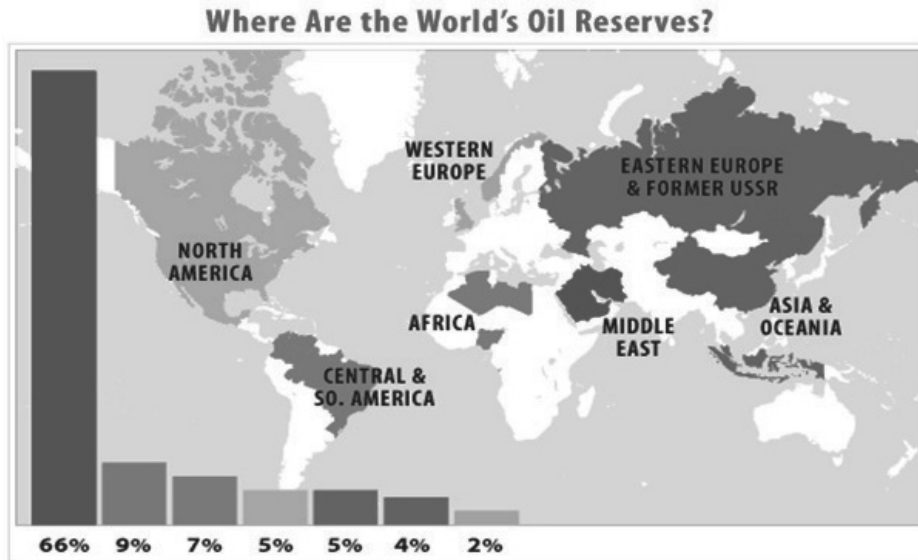 Where Are the World's Oil Reserves?
WESTERN
EUROPE
EASTERN EUROPE
& FORMER USSR
NORTH
AMERICA
AFRICA
MIDDLE
EAST
ASIA &
OCEANIA
CENTRAL &
SO. AMERICA
66% 9% 7% 5% 5% 4% 2%